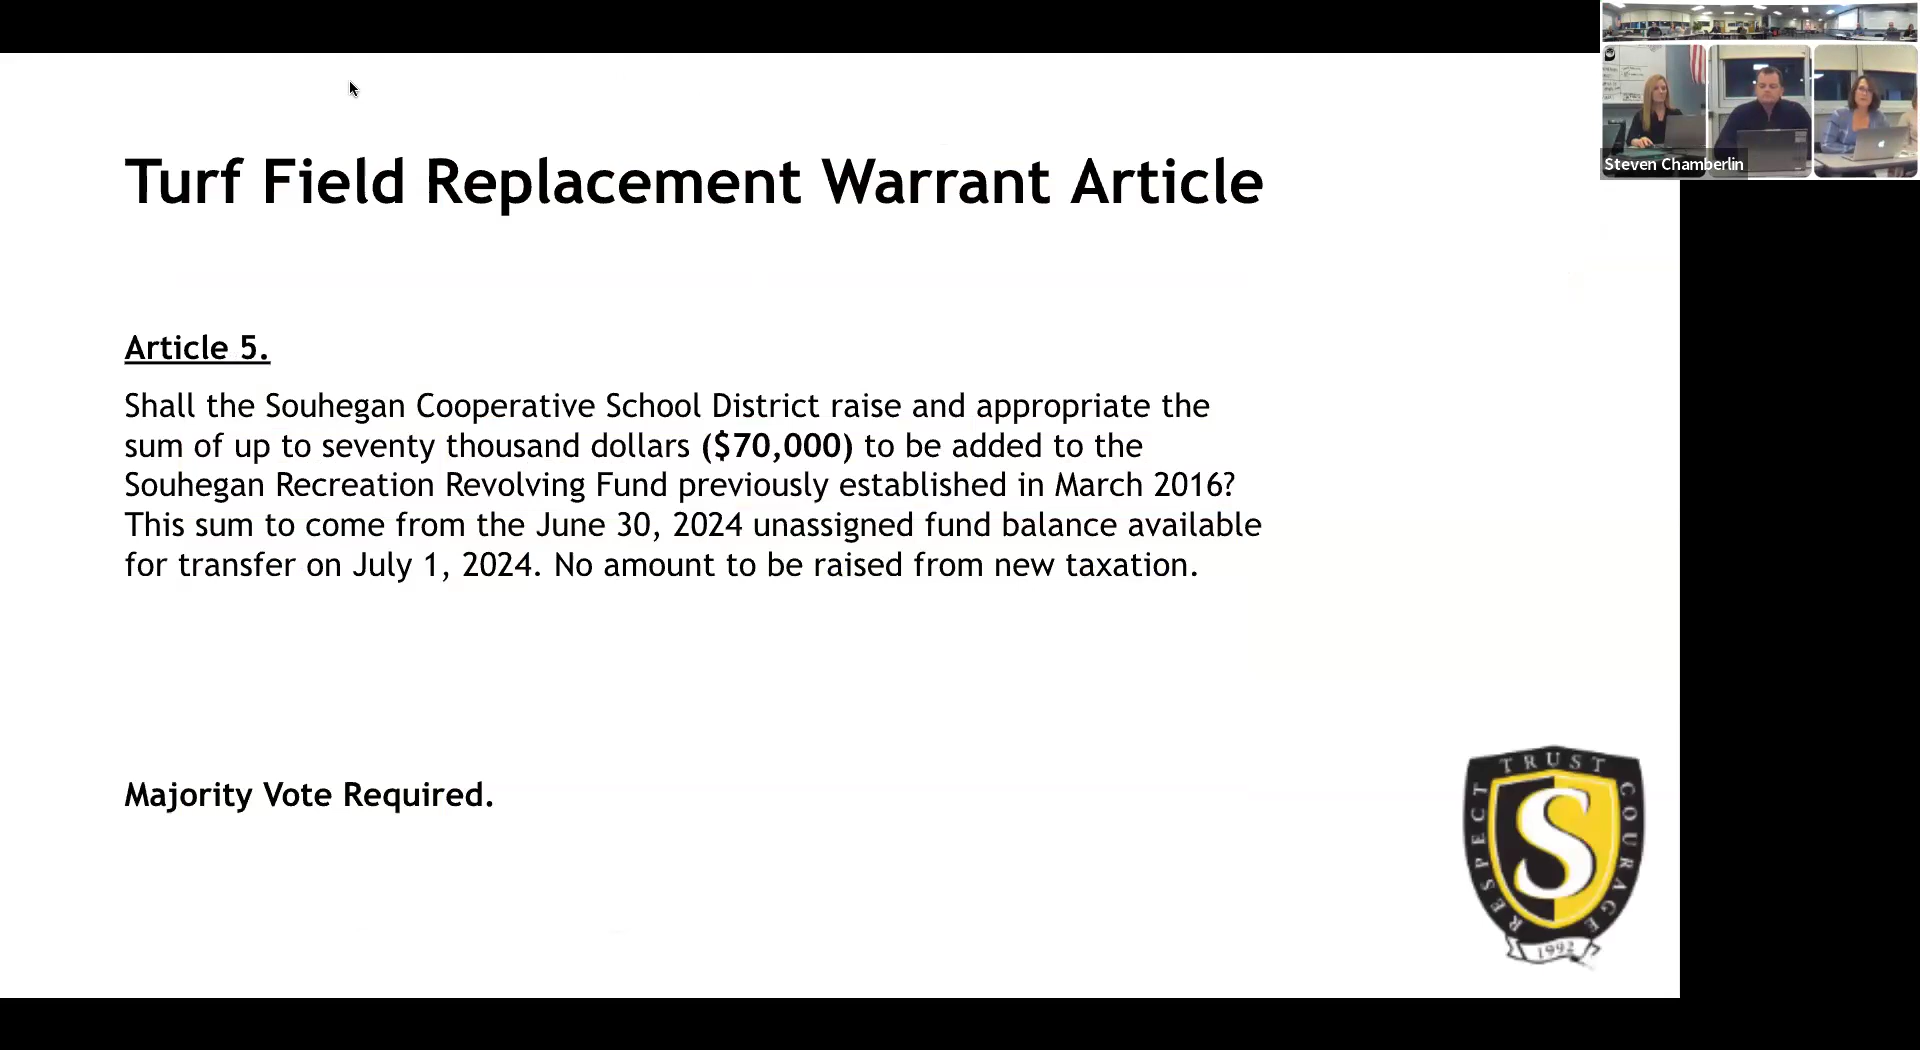 Turf Field Replacement Warrant Article
Article 5.
Shall the Souhegan Cooperative School District raise and appropriate the
sum of up to seventy thousand dollars ($70,000) to be added to the
Souhegan Recreation Revolving Fund previously established in March 2016?
This sum to come from the June 30, 2024 unassigned fund balance available
for transfer on July 1, 2024. No amount to be raised from new taxation.
Majority Vote Required.
Steven Chamberlin
TRUST
RESPECT
COURAGE
S
1992